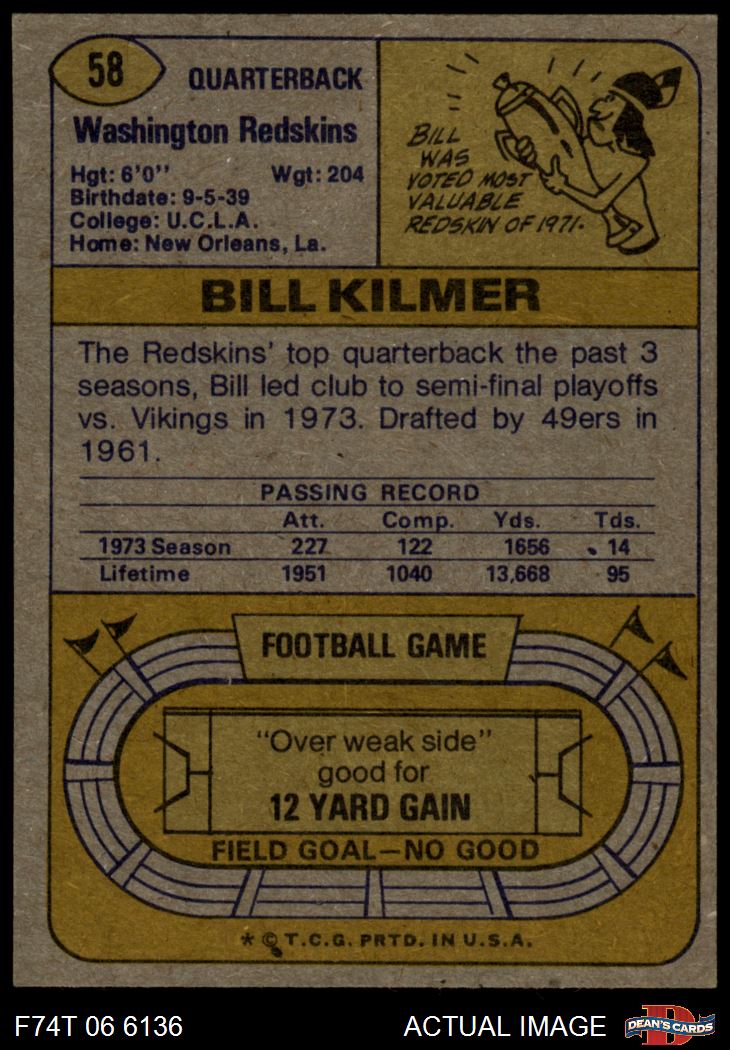 58
QUARTERBACK
Washington Redskins
Hgt: 6'0" Wgt: 204
Birthdate: 9-5-39
College: U.C.L.A.
Home: New Orleans, La.
BILL
WAS
VOTED MOST
VALUABLE
REDSKIN OF 1971.
BILL KILMER
The Redskins' top quarterback the past 3
seasons, Bill led club to semi-final playoffs
vs. Vikings in 1973. Drafted by 49ers in
1961.
PASSING RECORD
Att. Comp. Yds. Tds.
1973 Season 227 122 1656 14
Lifetime 1951 1040 13,668 95
FOOTBALL GAME
"Over weak side"
good for
12 YARD GAIN
FIELD GOAL—NO GOOD
* © T.C.G. PRTD. IN U.S.A.
F74T 06 6136 ACTUAL IMAGE D DEAN'S CARDS